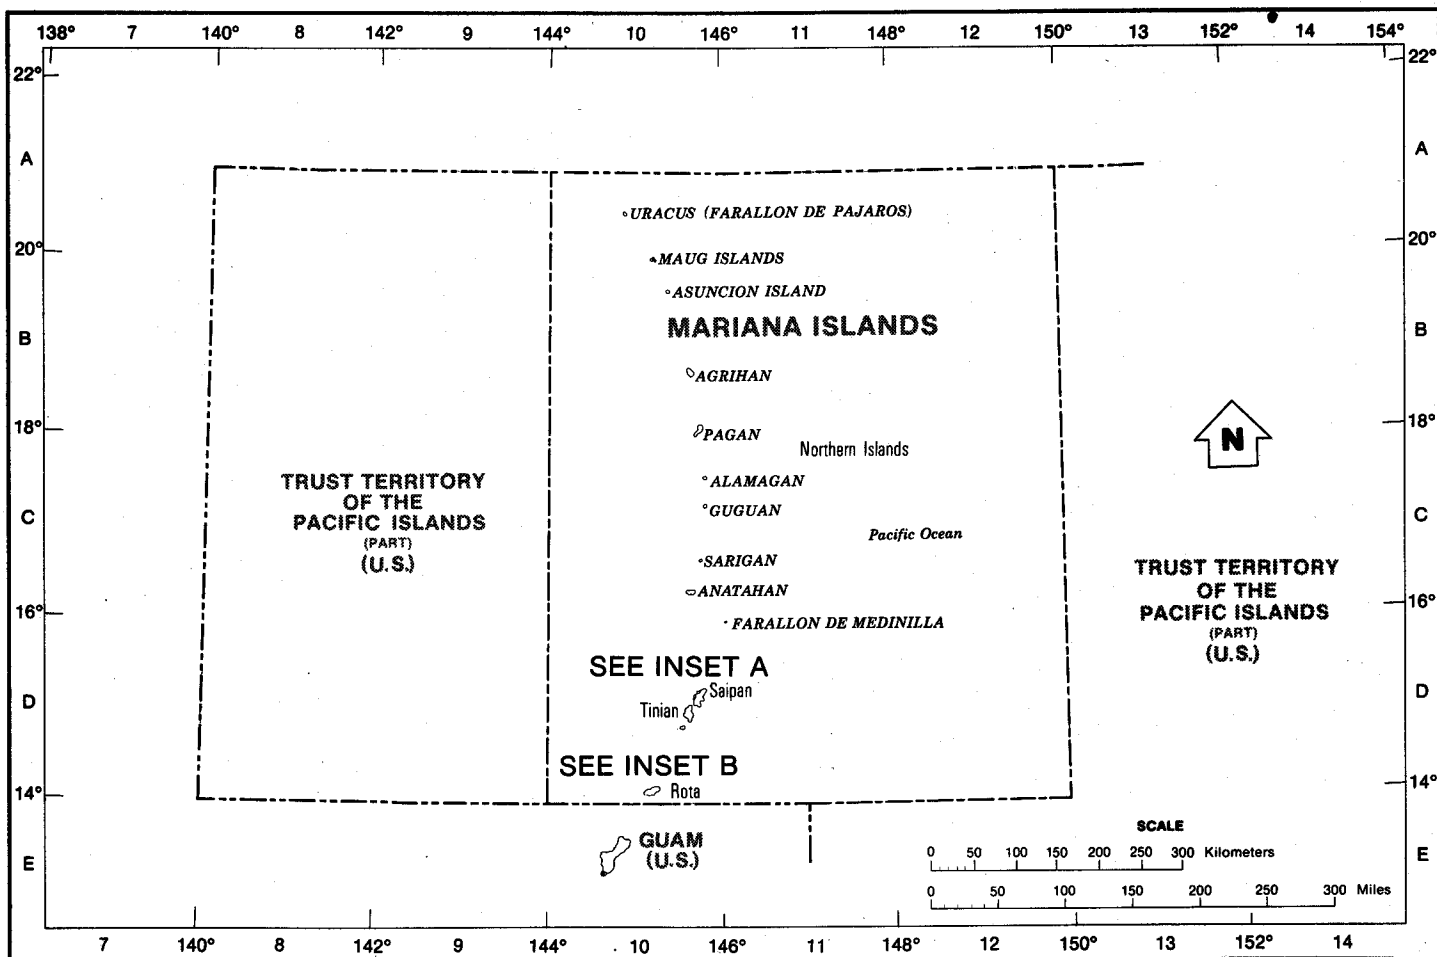 138° 7 140° 8 142° 9 144° 10 146° 11 148° 12 150° 13 152° 14 154°
22° 22°
A A
URACUS (FARALLON DE PAJAROS)
20° 20°
MAUG ISLANDS
ASUNCION ISLAND
MARIANA ISLANDS
B B
AGRIHAN
18° 18°
PAGAN
N
Northern Islands
TRUST TERRITORY
OF THE
PACIFIC ISLANDS
(PART)
(U.S.)
ALAMAGAN
GUGUAN
C C
Pacific Ocean
SARIGAN
ANATAHAN
TRUST TERRITORY
OF THE
PACIFIC ISLANDS
(PART)
(U.S.)
16° 16°
FARALLON DE MEDINILLA
SEE INSET A
Saipan
D D
Tinian
SEE INSET B
Rota
14° 14°
GUAM
(U.S.)
SCALE
0 50 100 150 200 250 300 Kilometers
E E
0 50 100 150 200 250 300 Miles
7 140° 8 142° 9 144° 10 146° 11 148° 12 150° 13 152° 14